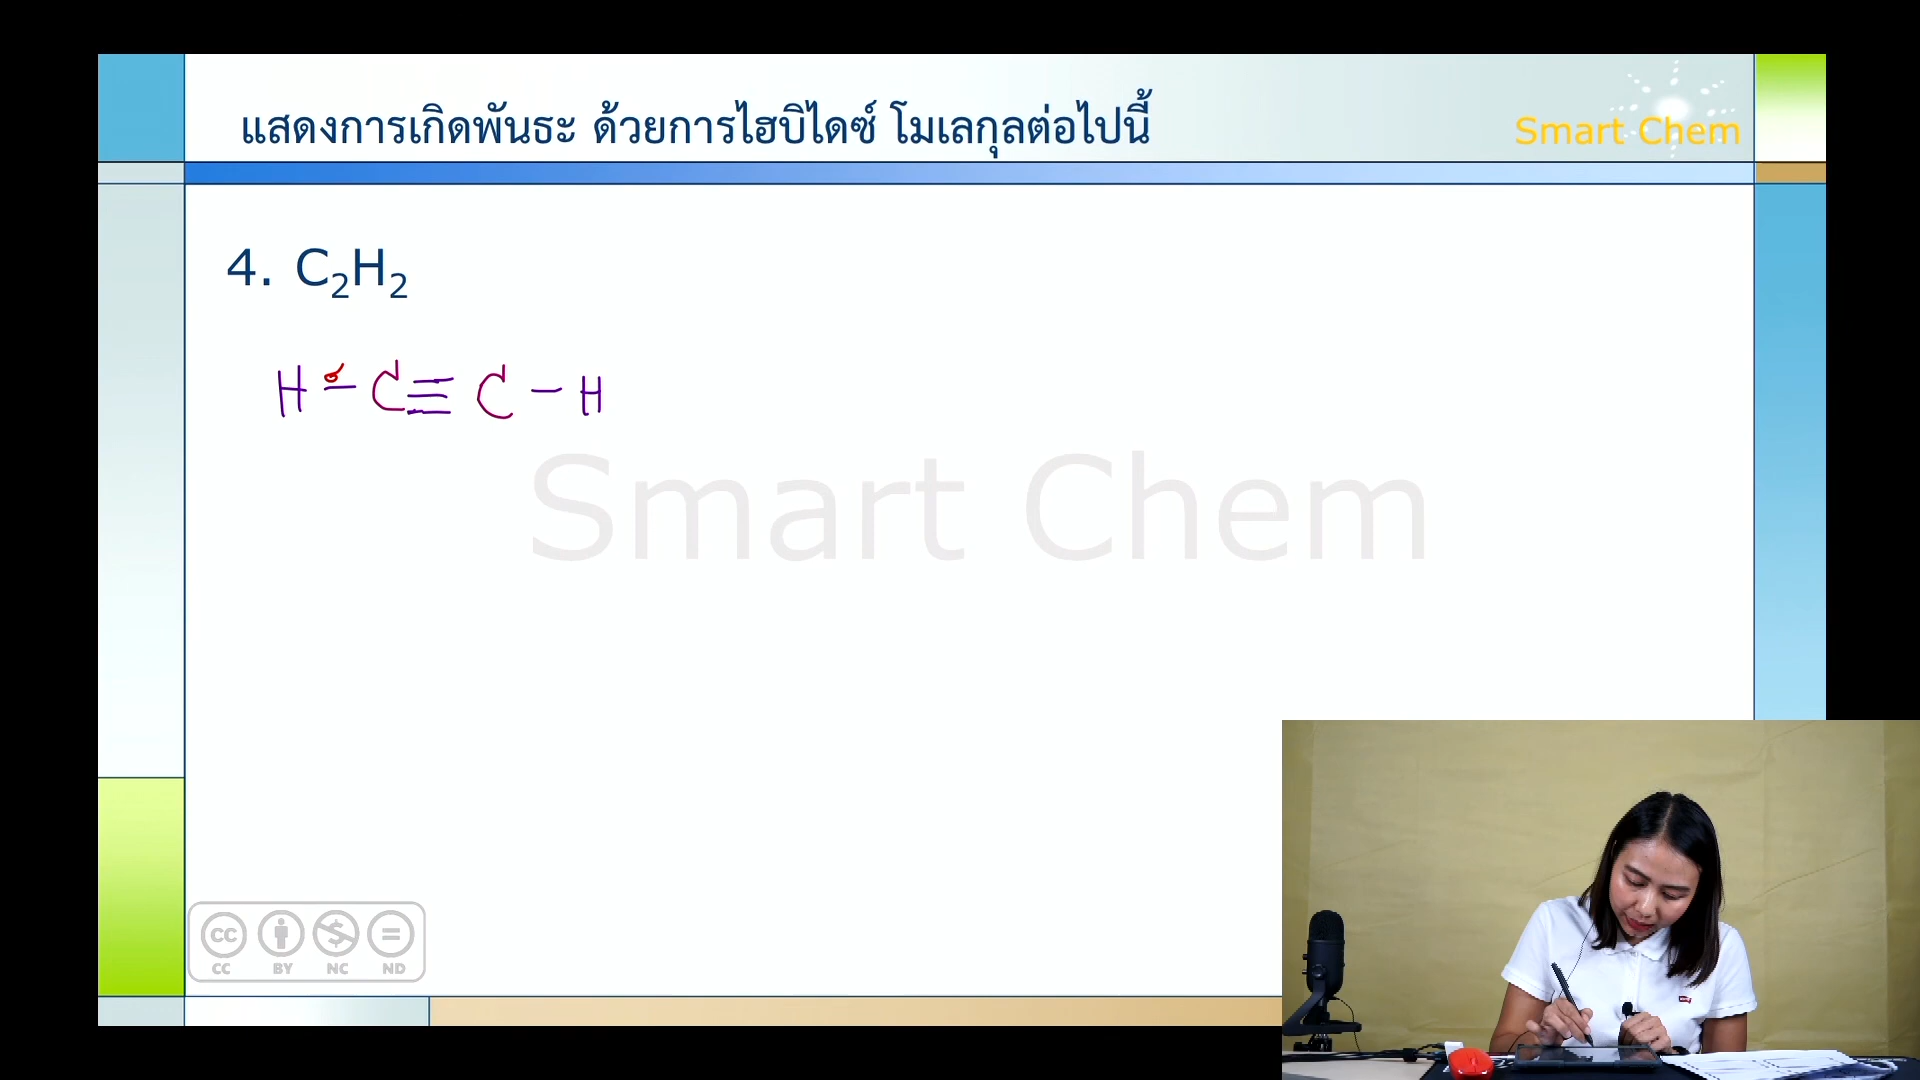 แสดงการเกิดพันธะ ด้วยการไฮบิไดซ์ โมเลกุลต่อไปนี้
Smart Chem
4. C₂H₂
H –σ C ≡ C – H
Smart Chem
cc
CC BY NC ND